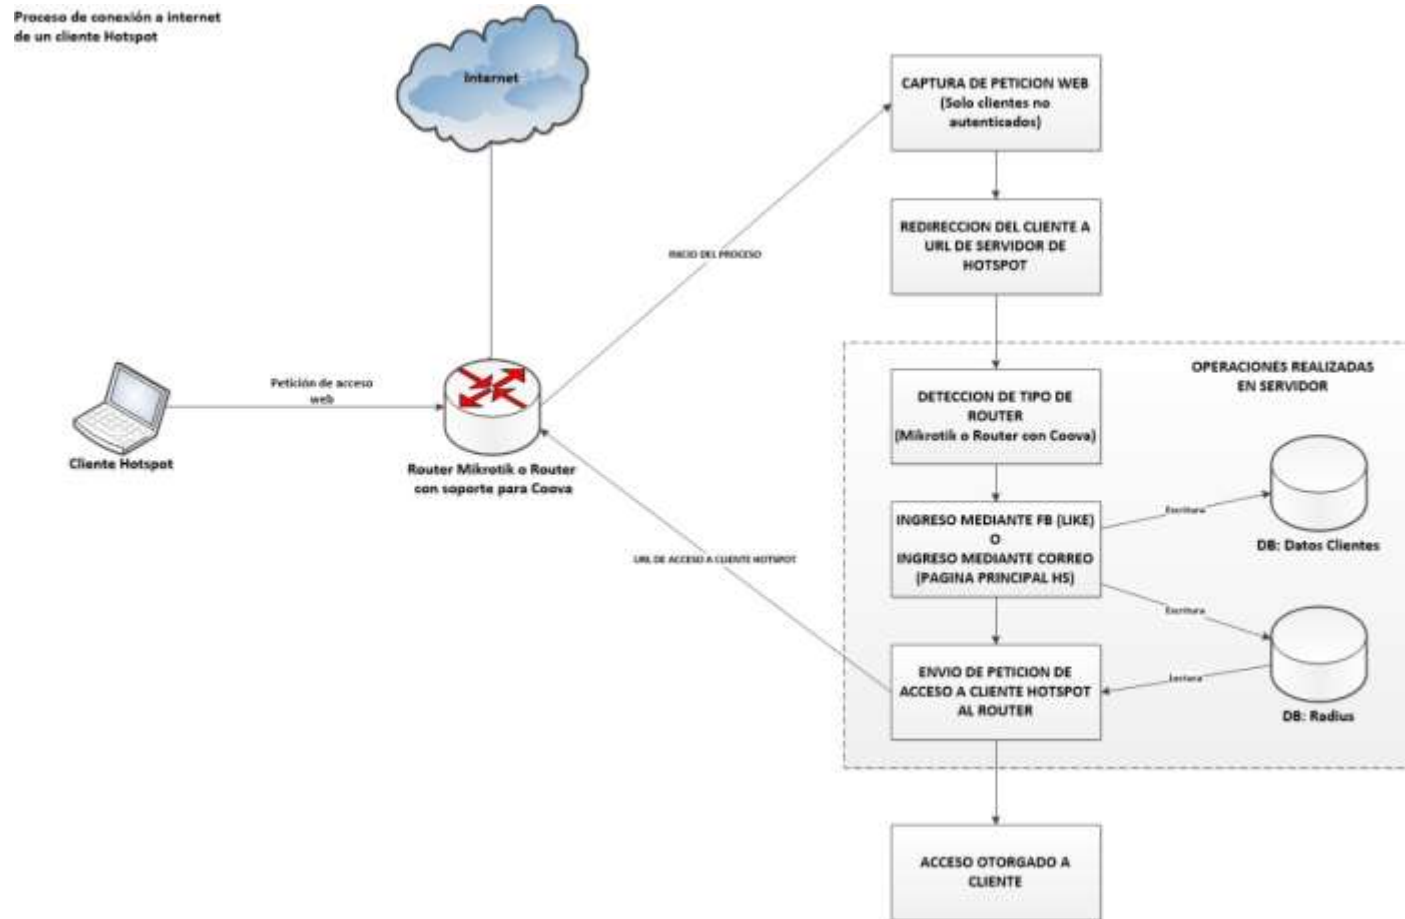 Proceso de conexión a internet
de un cliente Hotspot
Internet
CAPTURA DE PETICION WEB
(Solo clientes no
autenticados)
REDIRECCION DEL CLIENTE A
URL DE SERVIDOR DE
HOTSPOT
INICIO DEL PROCESO
OPERACIONES REALIZADAS
EN SERVIDOR
Petición de acceso
web
DETECCION DE TIPO DE
ROUTER
(Mikrotik o Router con Coova)
Cliente Hotspot
Router Mikrotik o Router
con soporte para Coova
INGRESO MEDIANTE FB (LIKE)
O
INGRESO MEDIANTE CORREO
(PAGINA PRINCIPAL HS)
Escritura
DB: Datos Clientes
URL DE ACCESO A CLIENTE HOTSPOT
Escritura
ENVIO DE PETICION DE
ACCESO A CLIENTE HOTSPOT
AL ROUTER
Lectura
DB: Radius
ACCESO OTORGADO A
CLIENTE